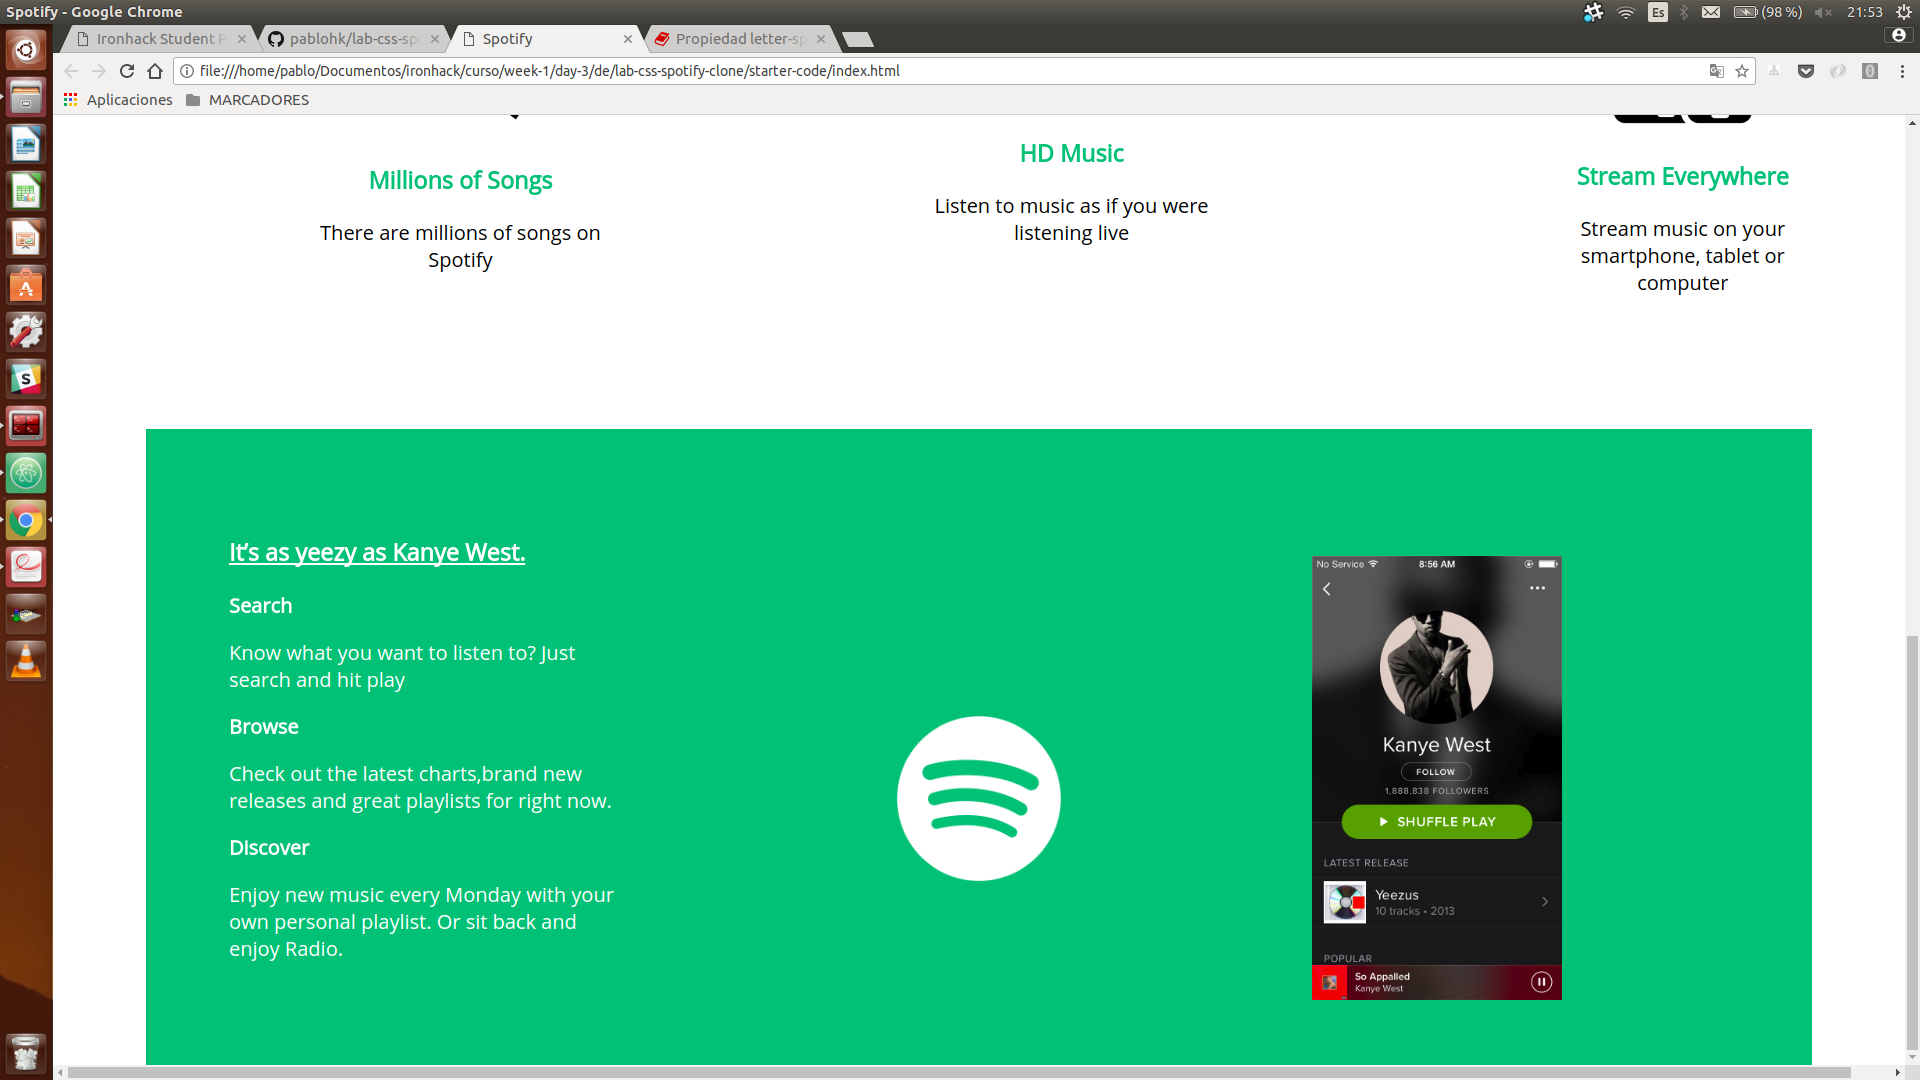 Spotify - Google Chrome
Es
(98 %)
21:53
Ironhack Student P
pablohk/lab-css-sp
Spotify
Propiedad letter-sp
file:///home/pablo/Documentos/ironhack/curso/week-1/day-3/de/lab-css-spotify-clone/starter-code/index.html
0
Aplicaciones
MARCADORES
Millions of Songs
There are millions of songs on
Spotify
HD Music
Listen to music as if you were
listening live
Stream Everywhere
Stream music on your
smartphone, tablet or
computer
It's as yeezy as Kanye West.
Search
Know what you want to listen to? Just
search and hit play
Browse
Check out the latest charts,brand new
releases and great playlists for right now.
Discover
Enjoy new music every Monday with your
own personal playlist. Or sit back and
enjoy Radio.
No Service
8:56 AM
Kanye West
FOLLOW
1,888,838 FOLLOWERS
SHUFFLE PLAY
LATEST RELEASE
Yeezus
10 tracks • 2013
POPULAR
So Appalled
Kanye West